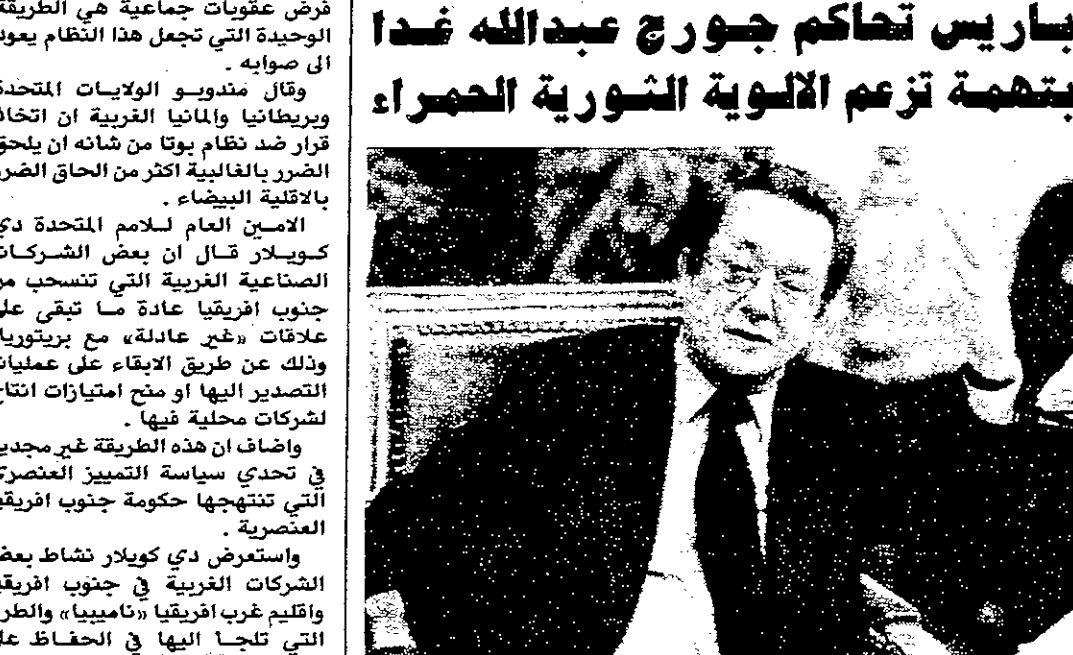 باريس تحاكم جورج عبدالله غدا
بتهمة تزعم الالوية الثورية الحمراء
فرض عقوبات جماعية هي الطريقة
الوحيدة التي تجعل هذا النظام يعود
الى صوابه .
وقال مندوبو الولايات المتحدة
وبريطانيا والمانيا الغربية ان اتخاذ
قرار ضد نظام بوتا من شانه ان يلحق
الضرر بالغالبية اكثر من الحاق الضرر
بالاقلية البيضاء .
الامين العام للامم المتحدة دي
كويلار قال ان بعض الشركات
الصناعية الغربية التي تنسحب من
جنوب افريقيا عادة ما تبقى على
علاقات «غير عادلة» مع بريتوريا
وذلك عن طريق الابقاء على عمليات
التصدير اليها او منح امتيازات انتاج
لشركات محلية فيها .
واضاف ان هذه الطريقة غير مجدية
في تحدي سياسة التمييز العنصري
التي تنتهجها حكومة جنوب افريقيا
العنصرية .
واستعرض دي كويلار نشاط بعض
الشركات الغربية في جنوب افريقيا
واقليم غرب افريقيا «ناميبيا» والطرق
التي تلجا اليها في الحفاظ على